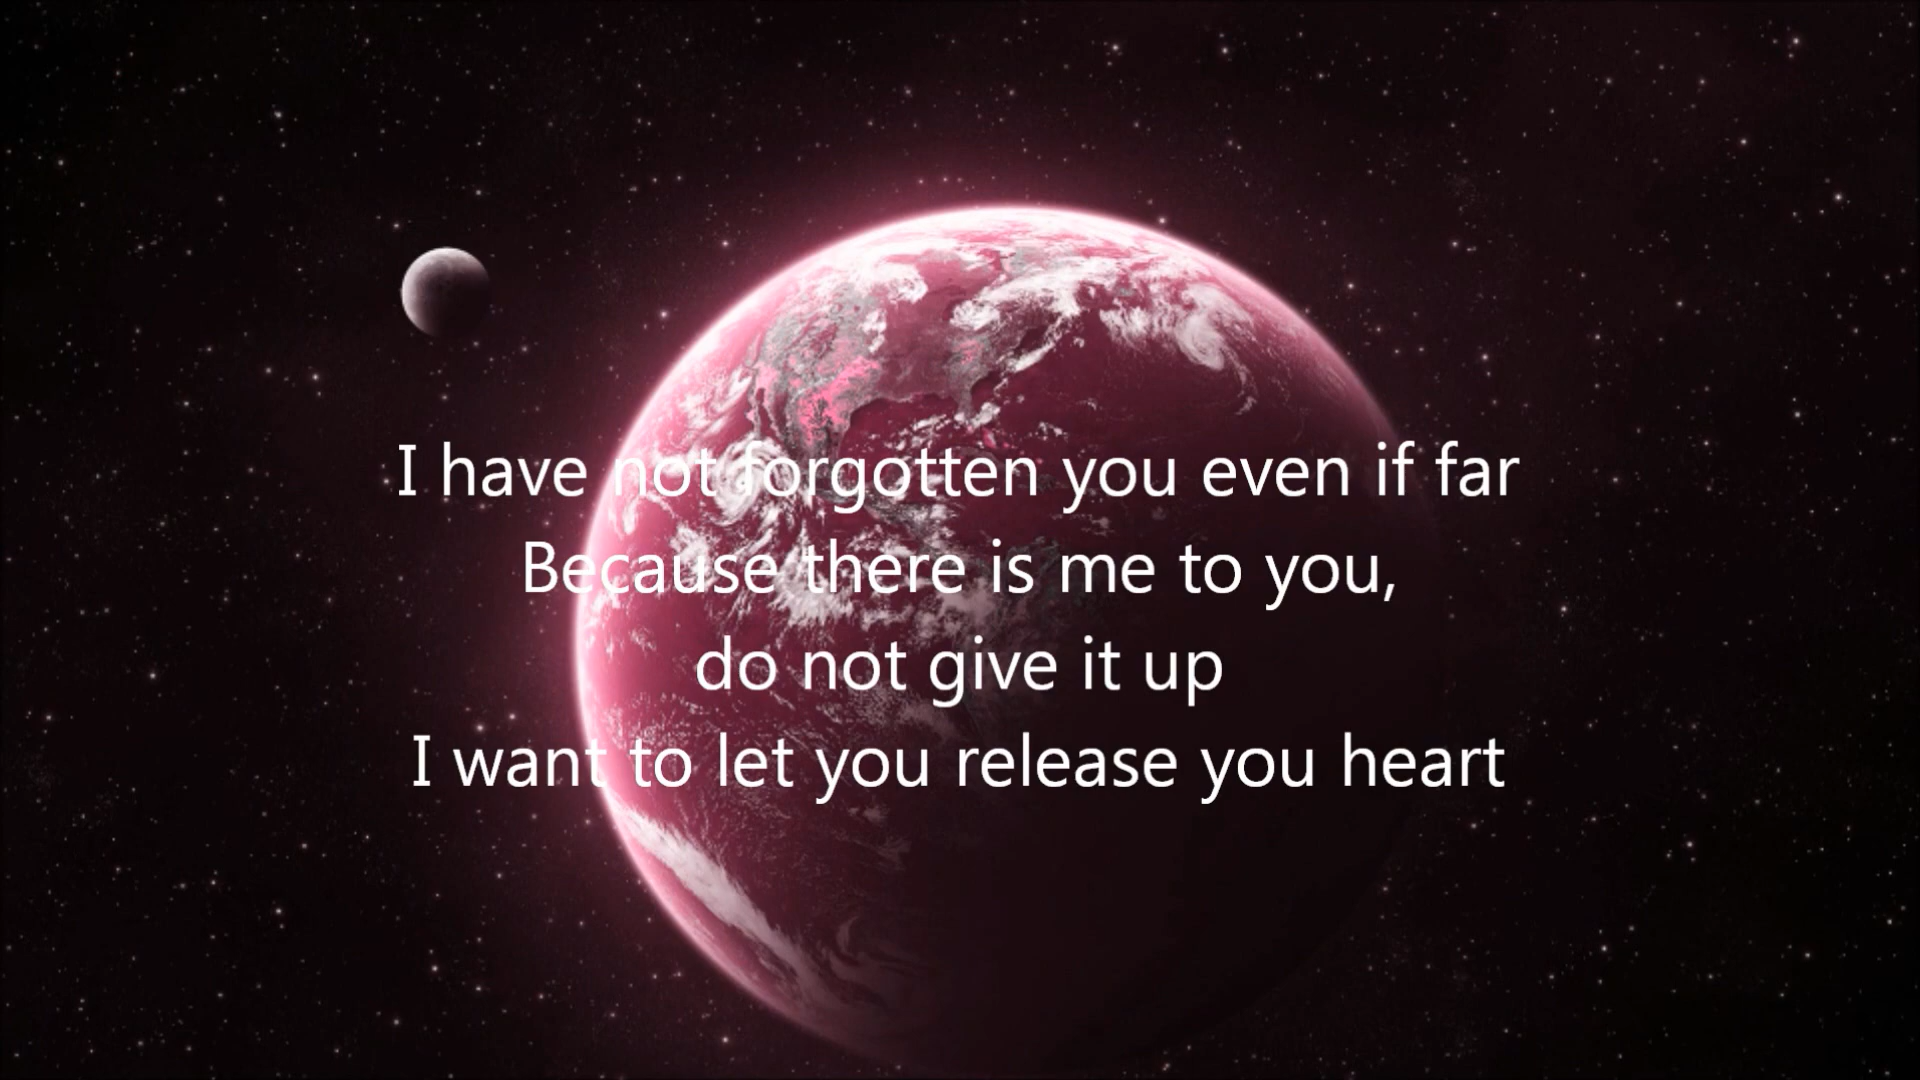 I have not forgotten you even if far
Because there is me to you,
do not give it up
I want to let you release you heart